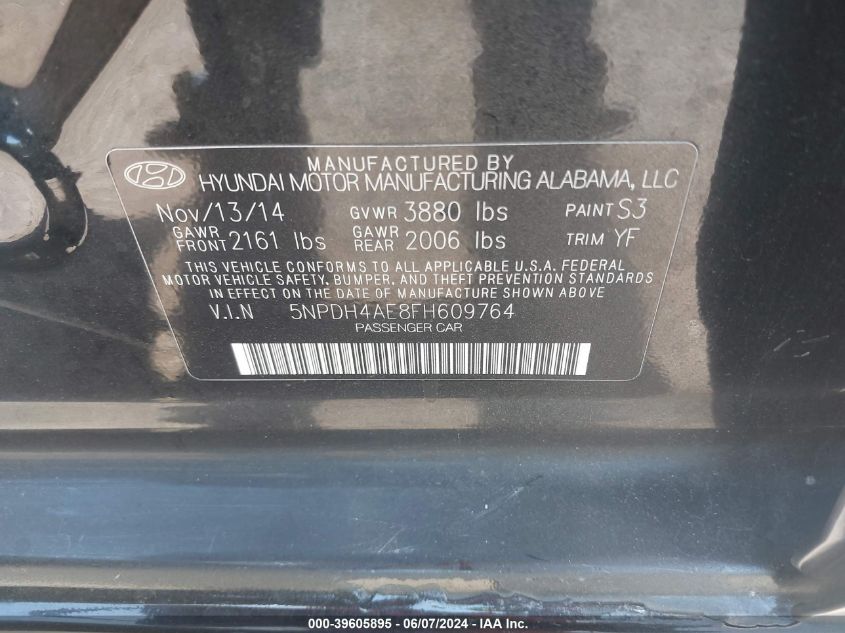 MANUFACTURED BY
HYUNDAI MOTOR MANUFACTURING ALABAMA, LLC
Nov/13/14 GVWR 3880 lbs PAINT S3
GAWR FRONT 2161 lbs GAWR REAR 2006 lbs TRIM YF
THIS VEHICLE CONFORMS TO ALL APPLICABLE U.S.A. FEDERAL
MOTOR VEHICLE SAFETY, BUMPER, AND THEFT PREVENTION STANDARDS
IN EFFECT ON THE DATE OF MANUFACTURE SHOWN ABOVE
V.I.N 5NPDH4AE8FH609764
PASSENGER CAR
000-39605895 - 06/07/2024 - IAA Inc.